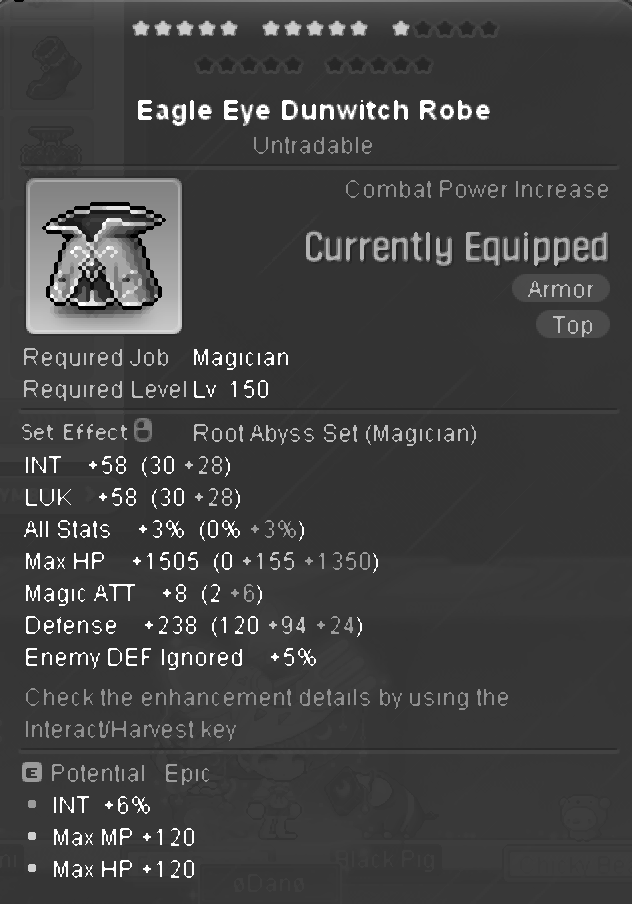 Eagle Eye Dunwitch Robe
Untradable
Combat Power Increase
Currently Equipped
Armor
Top
Required Job Magician
Required Level Lv 150
Set Effect Root Abyss Set (Magician)
INT +58 (30 +28)
LUK +58 (30 +28)
All Stats +3% (0% +3%)
Max HP +1505 (0 +155 +1350)
Magic ATT +8 (2 +6)
Defense +238 (120 +94 +24)
Enemy DEF Ignored +5%
Check the enhancement details by using the
Interact/Harvest key
E Potential Epic
INT +6%
Max MP +120
Max HP +120
Black Pig
øDanø